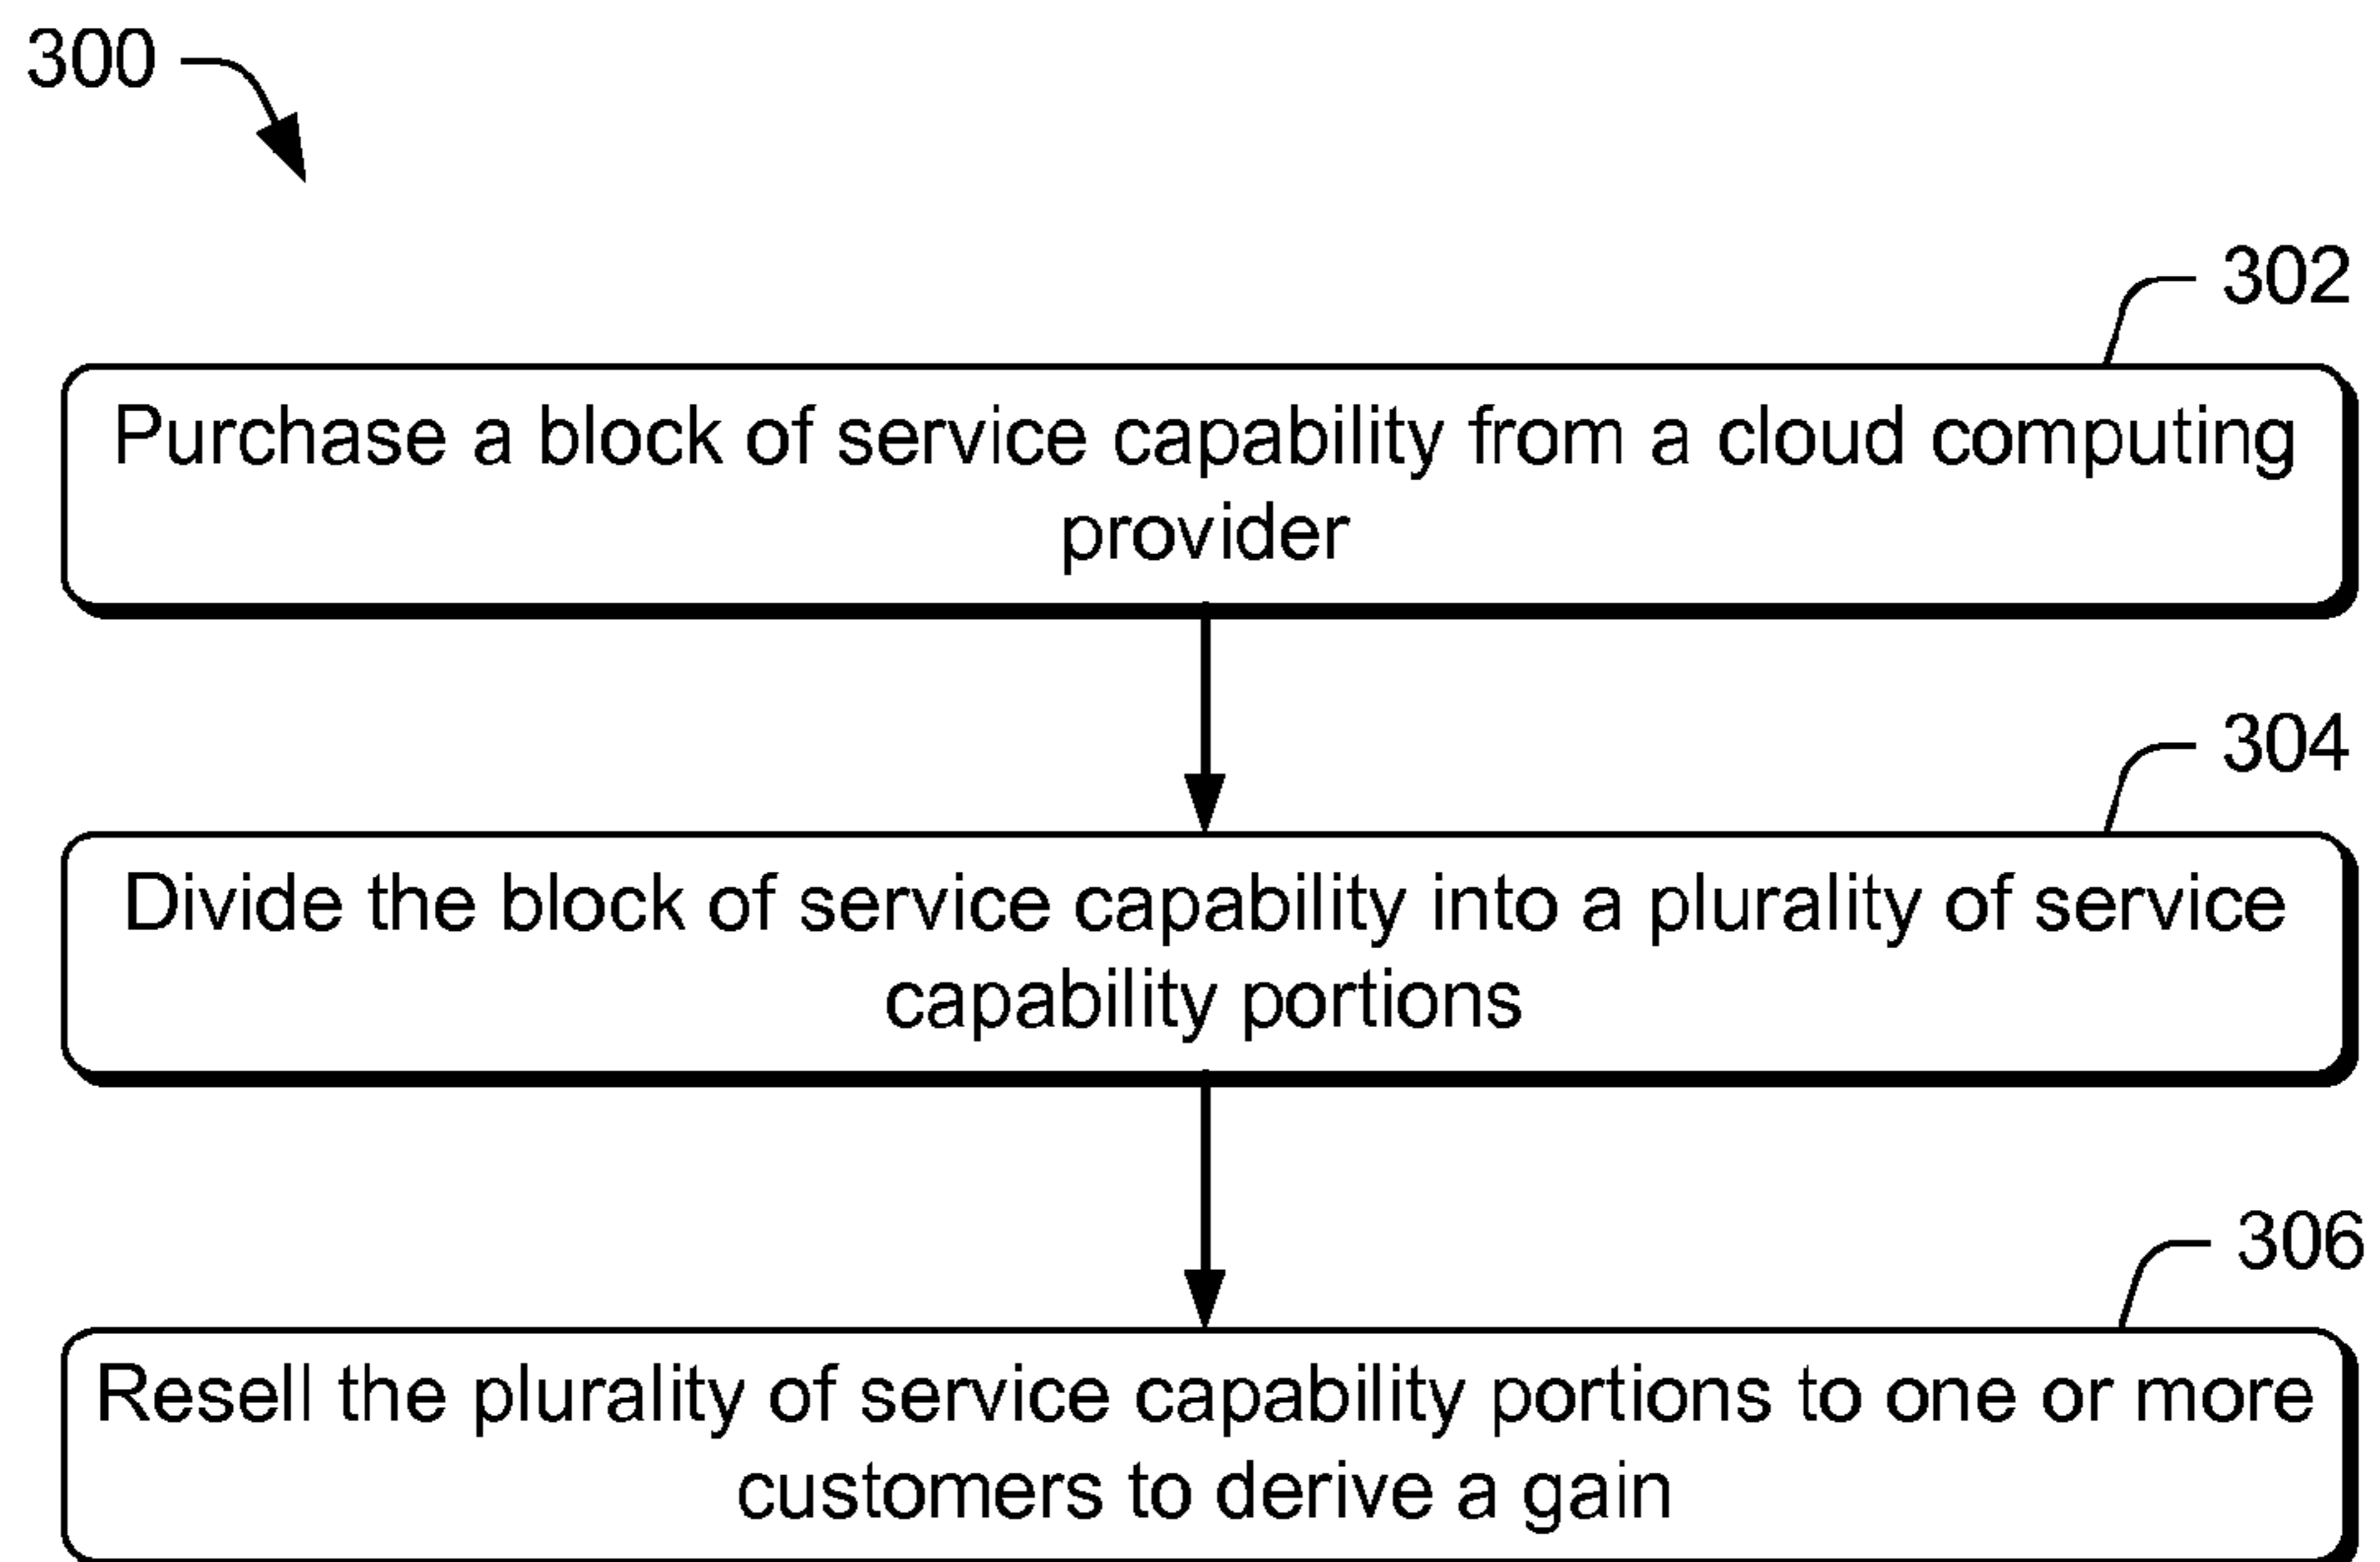 300
302
Purchase a block of service capability from a cloud computing
provider
304
Divide the block of service capability into a plurality of service
capability portions
306
Resell the plurality of service capability portions to one or more
customers to derive a gain